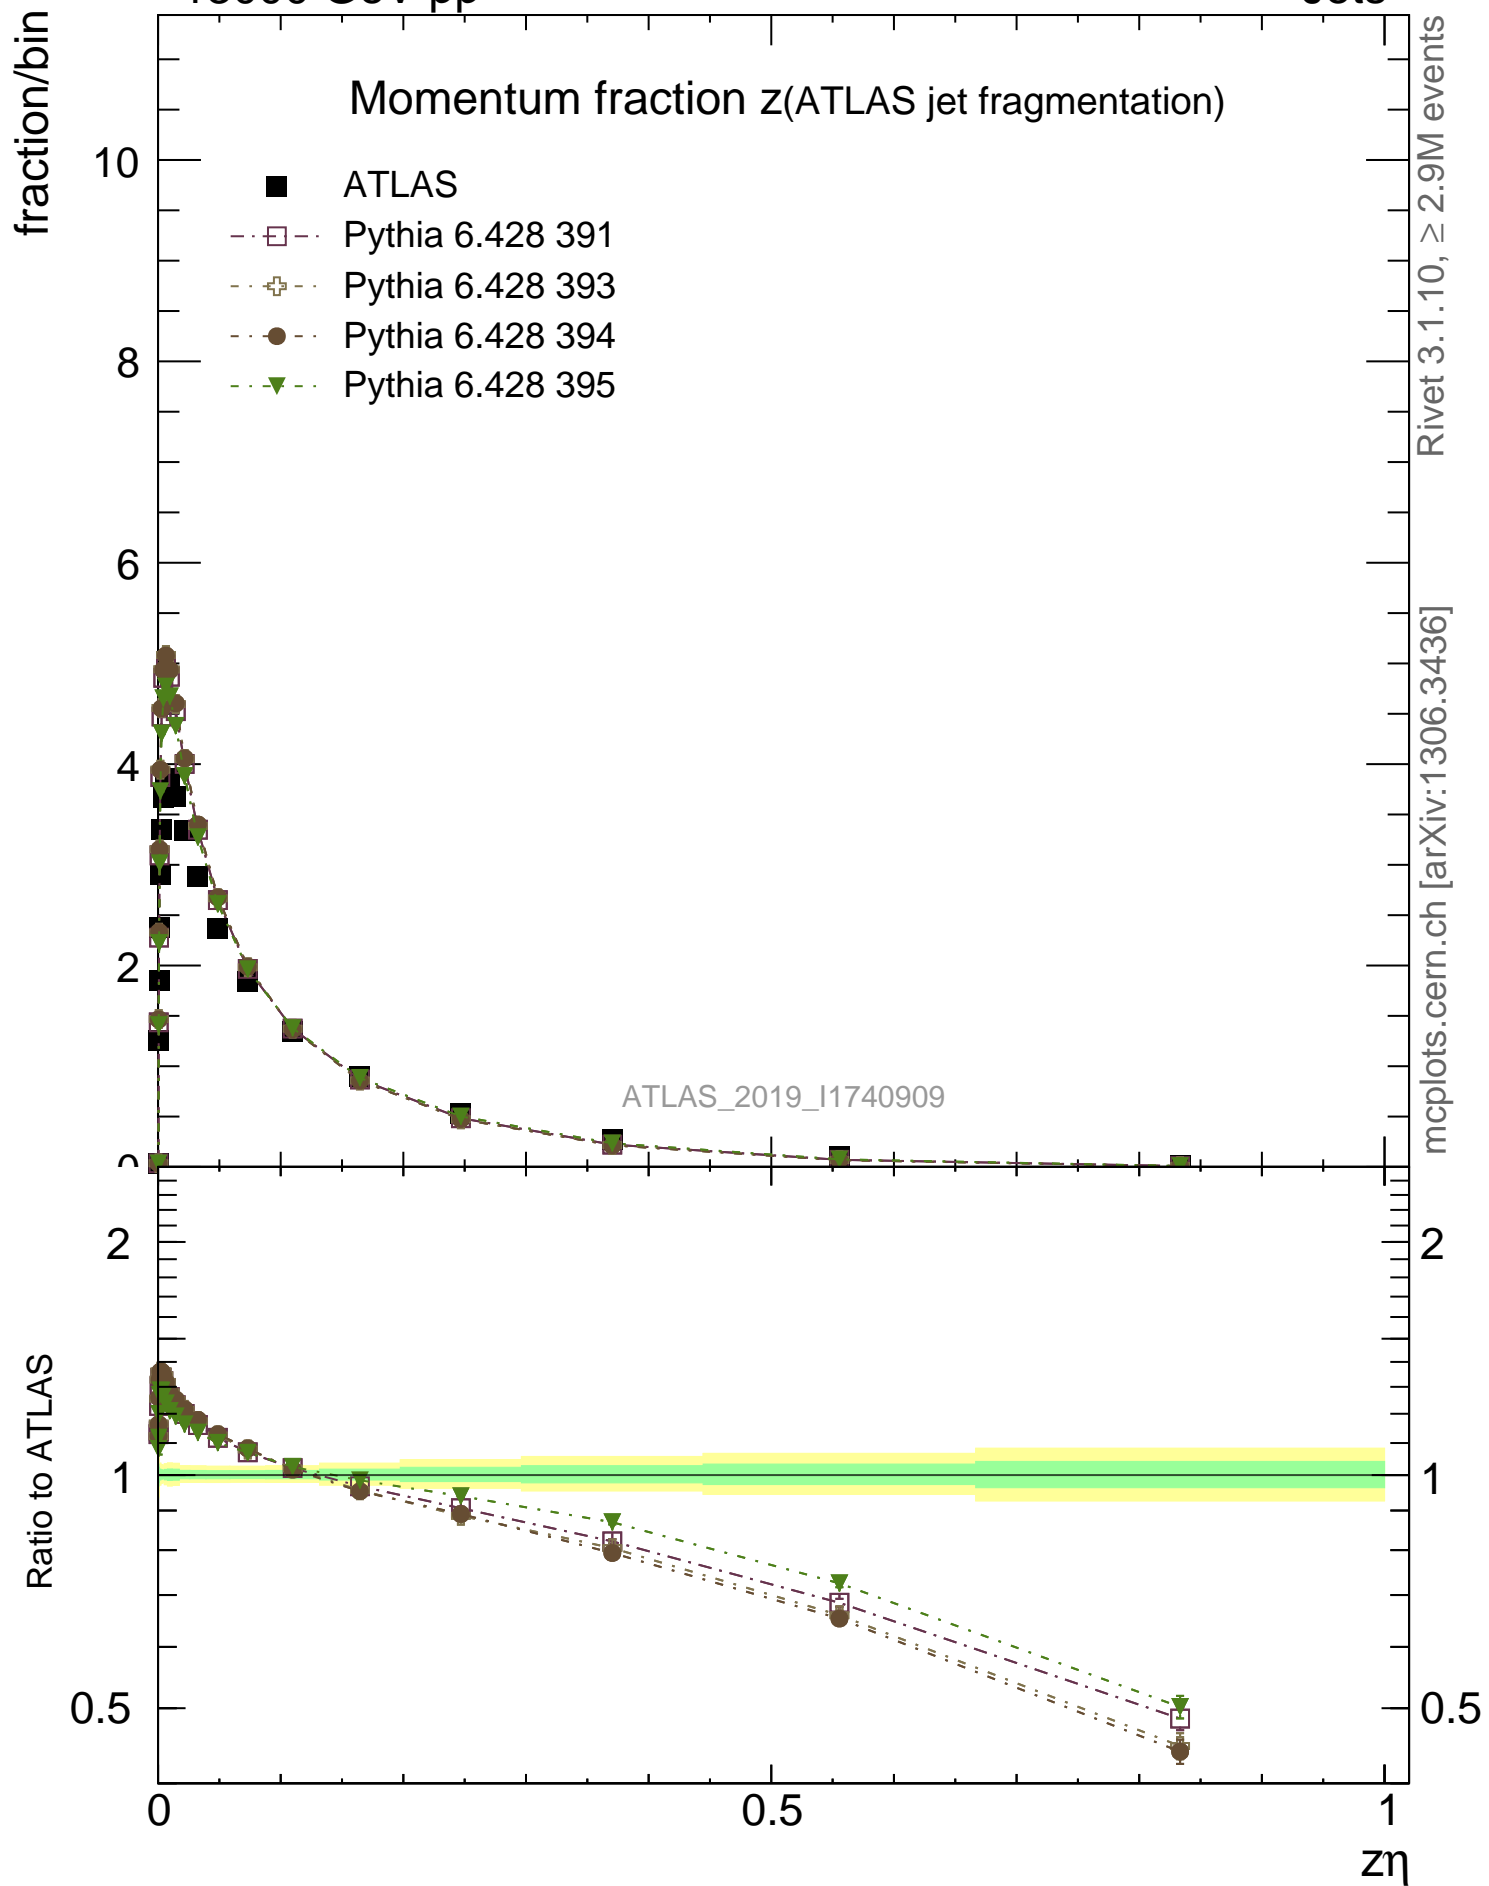 fraction/bin
Momentum fraction z(ATLAS jet fragmentation)
ATLAS
Pythia 6.428 391
Pythia 6.428 393
Pythia 6.428 394
Pythia 6.428 395
10
8
6
4
2
0
ATLAS_2019_I1740909
Rivet 3.1.10, ≥ 2.9M events
mcplots.cern.ch [arXiv:1306.3436]
Ratio to ATLAS
2
1
0.5
2
1
0.5
0
0.5
1
zη